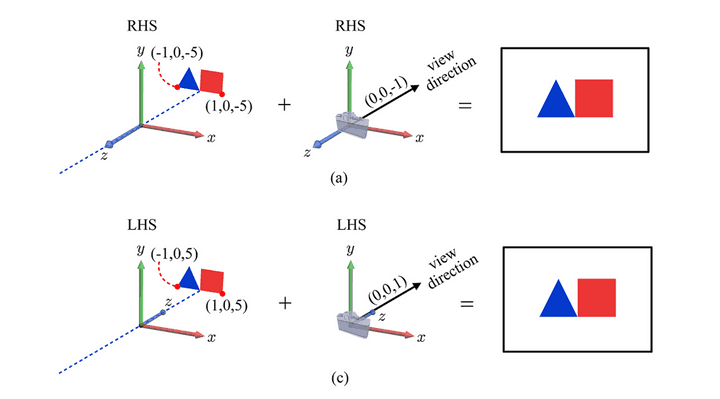 RHS
RHS
y (-1,0,-5)
y
view
direction
(0,0,-1)
(1,0,-5)
+
=
x
x
z
z
(a)
LHS
LHS
y (-1,0,5)
y
view
direction
(0,0,1)
z
(1,0,5)
+
z
=
x
x
(c)